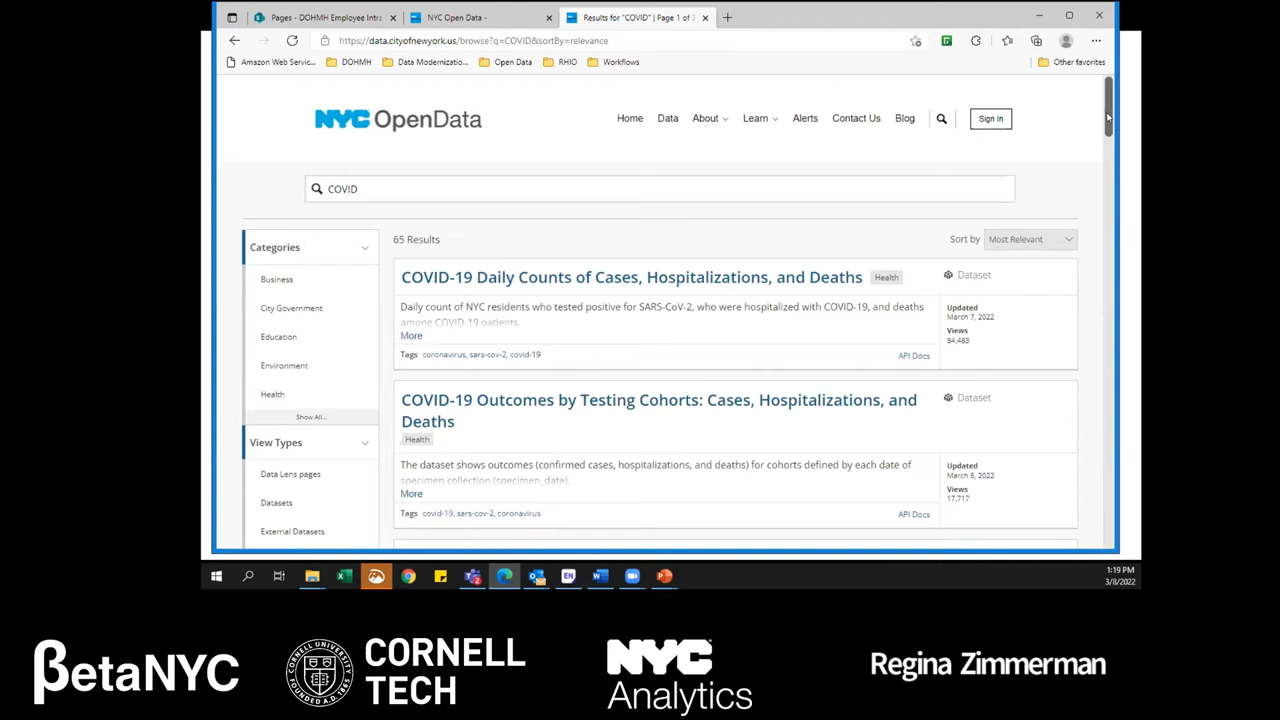 Pages - DOHMH Employee Intra
NYC Open Data -
Results for "COVID" | Page 1 of 3
https://data.cityofnewyork.us/browse?q=COVID&sortBy=relevance
Amazon Web Servic...
DOHMH
Data Modernizatio...
Open Data
RHIO
Workflows
Other favorites
NYC OpenData
Home
Data
About
Learn
Alerts
Contact Us
Blog
Sign In
COVID
Categories
Business
City Government
Education
Environment
Health
Show All...
View Types
Data Lens pages
Datasets
External Datasets
65 Results
Sort by
Most Relevant
COVID-19 Daily Counts of Cases, Hospitalizations, and Deaths
Health
Dataset
Daily count of NYC residents who tested positive for SARS-CoV-2, who were hospitalized with COVID-19, and deaths
among COVID-19 patients.
More
Updated
March 7, 2022
Views
84,483
Tags coronavirus, sars-cov-2, covid-19
API Docs
COVID-19 Outcomes by Testing Cohorts: Cases, Hospitalizations, and
Deaths
Health
Dataset
The dataset shows outcomes (confirmed cases, hospitalizations, and deaths) for cohorts defined by each date of
specimen collection (specimen_date).
More
Updated
March 6, 2022
Views
17,717
Tags covid-19, sars-cov-2, coronavirus
API Docs
EN
1:19 PM
3/8/2022
βetaNYC
CORNELL
TECH
NYC
Analytics
Regina Zimmerman